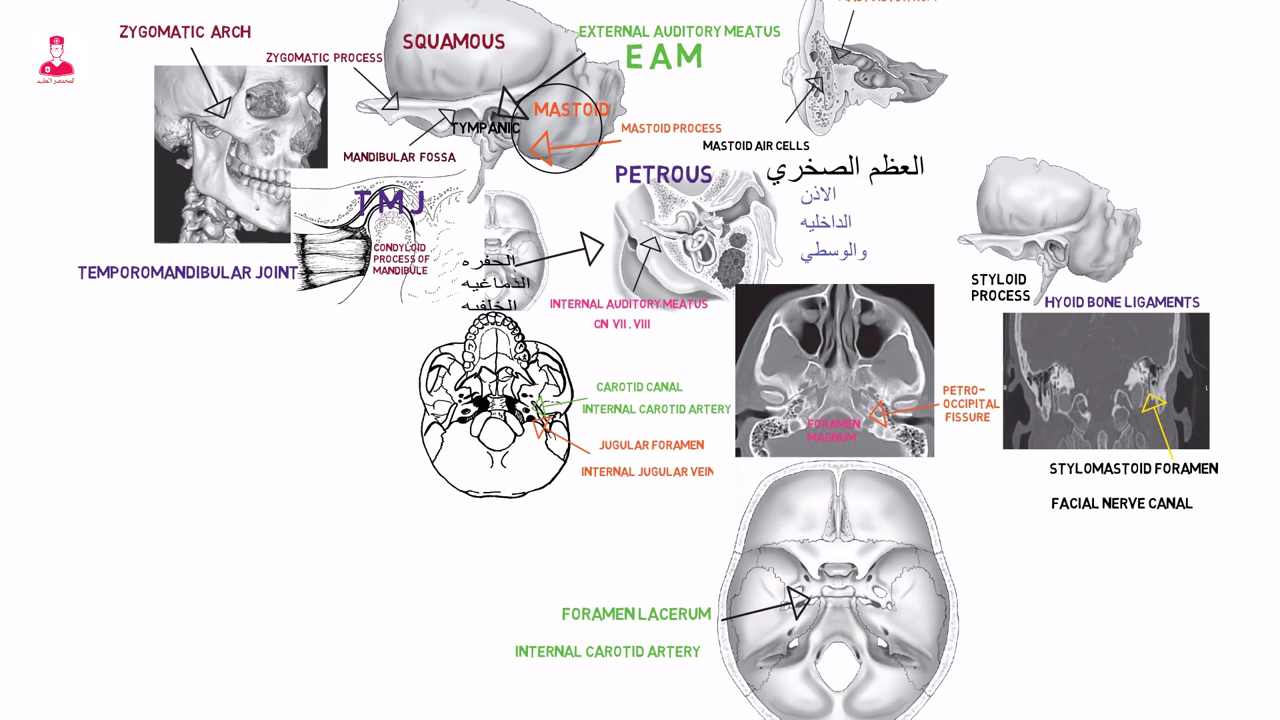 ZYGOMATIC ARCH
ZYGOMATIC PROCESS
SQUAMOUS
EXTERNAL AUDITORY MEATUS
EAM
MASTOID
TYMPANIC
MASTOID PROCESS
MANDIBULAR FOSSA
MASTOID AIR CELLS
PETROUS
العظم الصخري
الاذن
الداخليه
والوسطي
TMJ
CONDYLOID
PROCESS OF
MANDIBULE
TEMPOROMANDIBULAR JOINT
الحفره
الدماغيه
الخلفيه
INTERNAL AUDITORY MEATUS
CN VII . VIII
STYLOID
PROCESS
HYOID BONE LIGAMENTS
CAROTID CANAL
INTERNAL CAROTID ARTERY
JUGULAR FORAMEN
INTERNAL JUGULAR VEIN
PETRO-
OCCIPITAL
FISSURE
FORAMEN
MAGNUM
STYLOMASTOID FORAMEN
FACIAL NERVE CANAL
FORAMEN LACERUM
INTERNAL CAROTID ARTERY